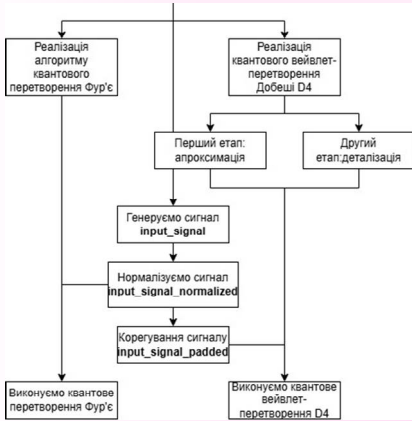 Реалізація
алгоритму
квантового
перетворення Фур'є
Реалізація
квантового вейвлет-
перетворення
Добеші D4
Перший етап:
апроксимація
Другий
етап:деталізація
Генеруємо сигнал
input_signal
Нормалізуємо сигнал
input_signal_normalized
Корегування сигналу
input_signal_padded
Виконуємо квантове
перетворення Фур'є
Виконуємо квантове
вейвлет-
перетворення D4